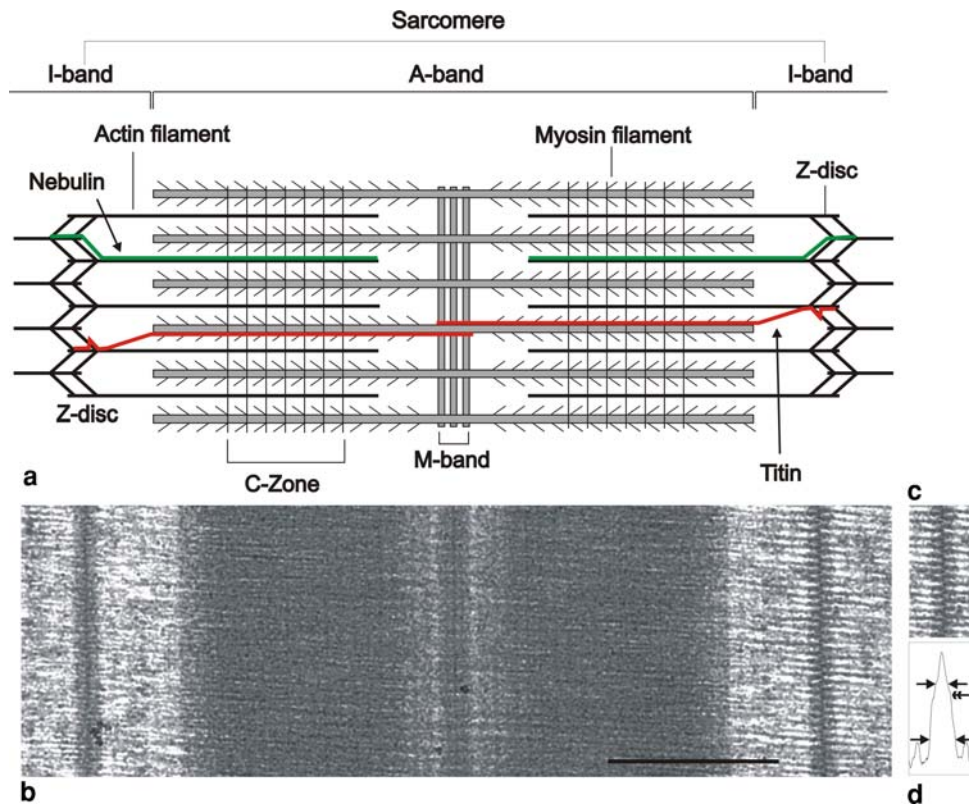 a
Sarcomere
I-band
A-band
I-band
Actin filament
Myosin filament
Z-disc
Nebulin
Z-disc
M-band
C-Zone
Titin
a
c
b
d